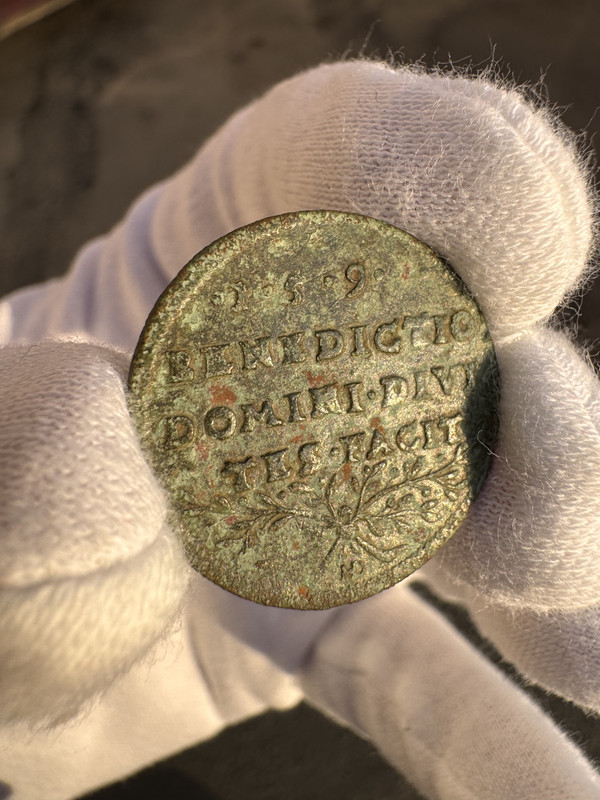 ·1·5·9·
BENEDICTIO
DOMINI·DIVI
TES·FACIT